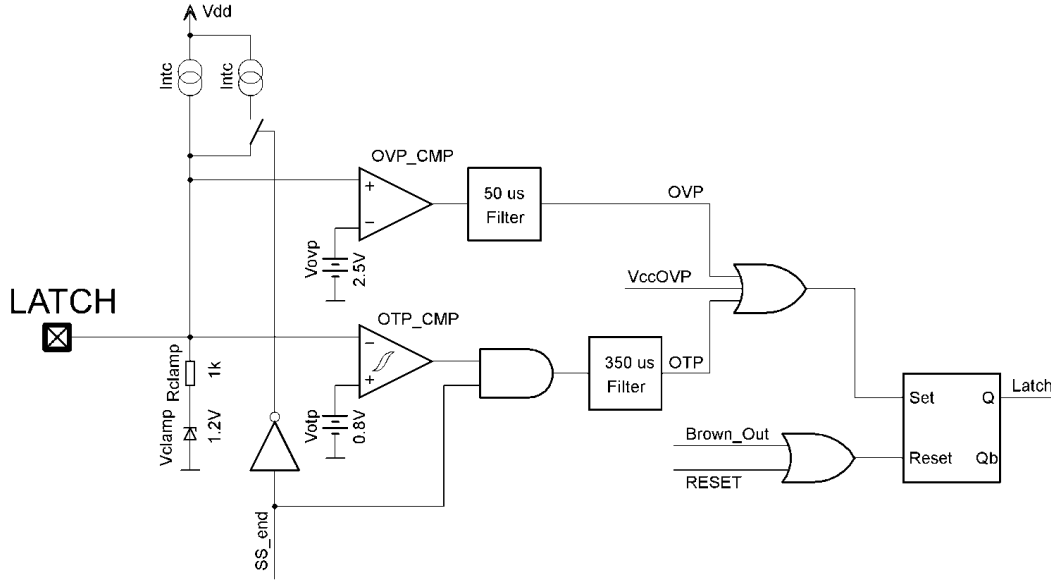 Vdd
Intc
Intc
OVP_CMP
+
−
50 us
Filter
OVP
Vovp
2.5V
VccOVP
LATCH
OTP_CMP
−
+
350 us
Filter
OTP
Rclamp
1k
Votp
0.8V
Vclamp
1.2V
Set
Q
Latch
Brown_Out
Reset
Qb
RESET
SS_end